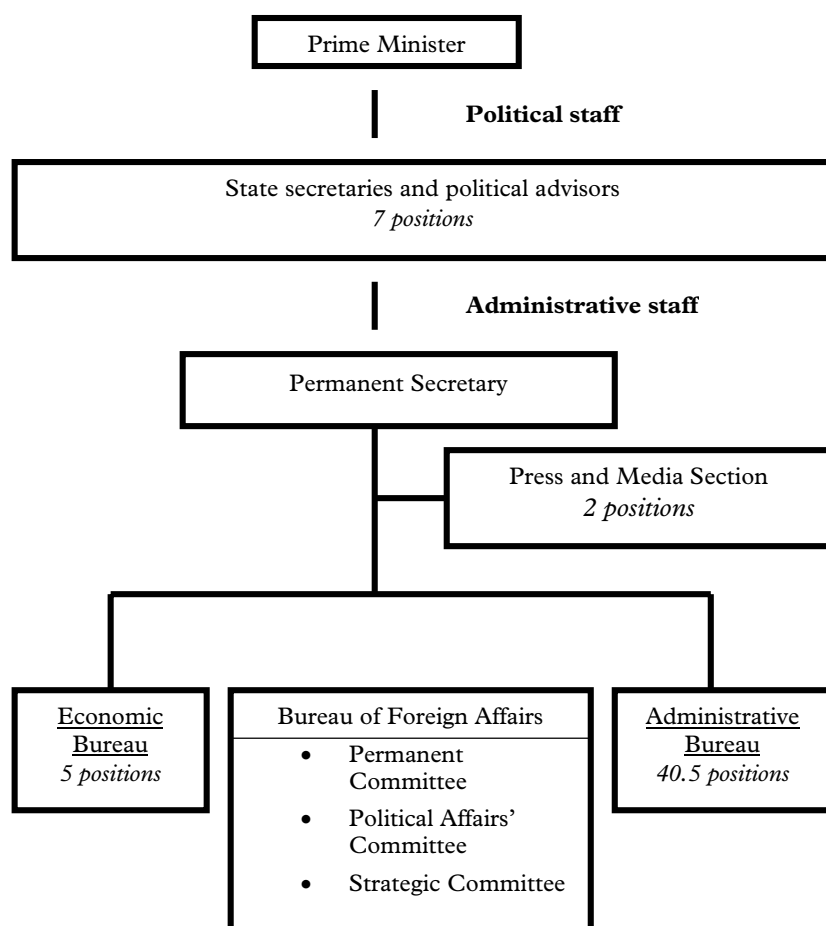 Prime Minister
Political staff
State secretaries and political advisors
7 positions
Administrative staff
Permanent Secretary
Press and Media Section
2 positions
Economic
Bureau
5 positions
Bureau of Foreign Affairs
• Permanent
Committee
• Political Affairs’
Committee
• Strategic Committee
Administrative
Bureau
40.5 positions